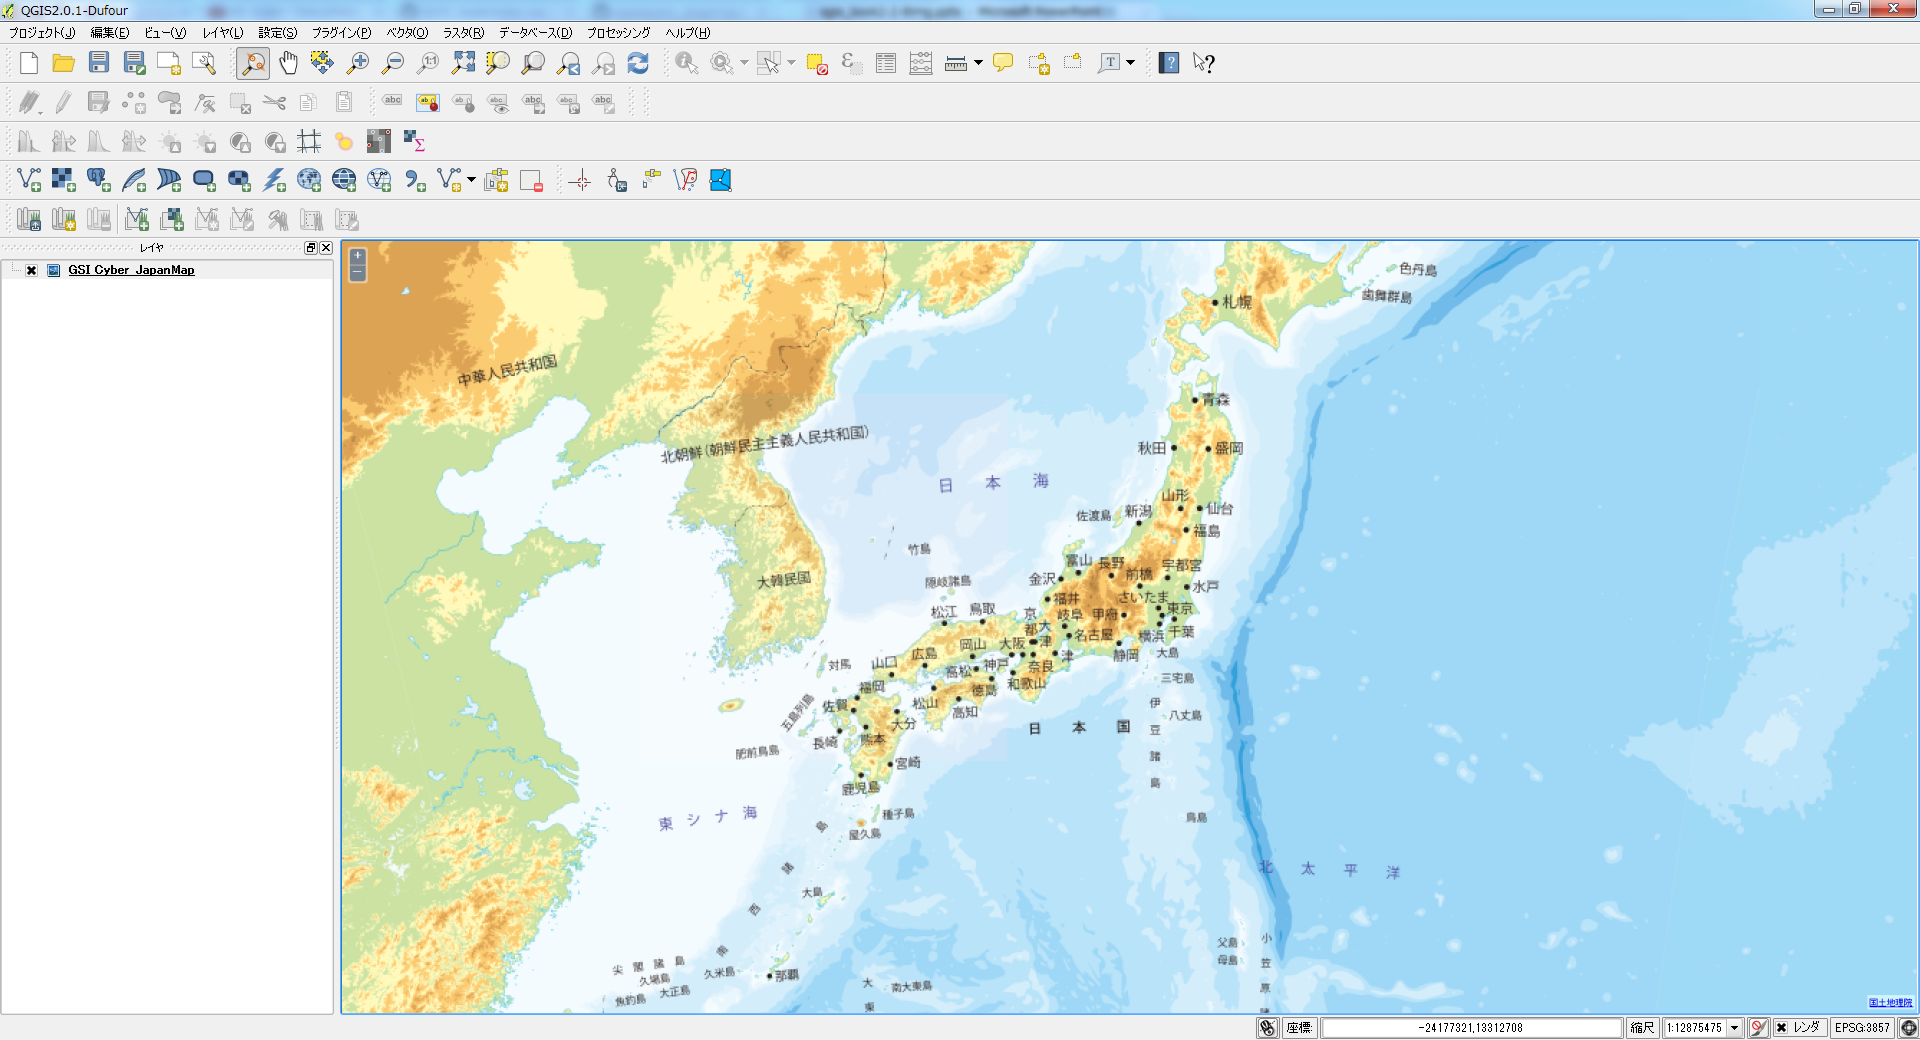 QGIS2.0.1-Dufour
プロジェクト(J) 編集(E) ビュー(V) レイヤ(L) 設定(S) プラグイン(P) ベクタ(O) ラスタ(R) データベース(D) プロセッシング ヘルプ(H)
レイヤ
GSI Cyber JapanMap
色丹島
歯舞群島
札幌
中華人民共和国
青森
北朝鮮(朝鮮民主主義人民共和国)
秋田
盛岡
日本海
山形
佐渡島
新潟
仙台
福島
竹島
富山
長野
前橋
宇都宮
大韓民国
隠岐諸島
金沢
水戸
福井
さいたま
松江
鳥取
京都
岐阜
甲府
東京
大津
名古屋
横浜
千葉
岡山
大阪
津
静岡
大島
対馬
山口
広島
高松
神戸
奈良
三宅島
福岡
徳島
和歌山
五島列島
佐賀
松山
高知
伊豆諸島
八丈島
大分
日本国
長崎
熊本
肥前鳥島
宮崎
鹿児島
種子島
東シナ海
鳥島
屋久島
北太平洋
大島
南西諸島
父島
母島
小笠原諸
尖閣諸島
久場島
久米島
那覇
魚釣島
大正島
大東
南大東島
国土地理院
座標: -24177321,13312708 縮尺 1:12875475 レンダ EPSG:3857